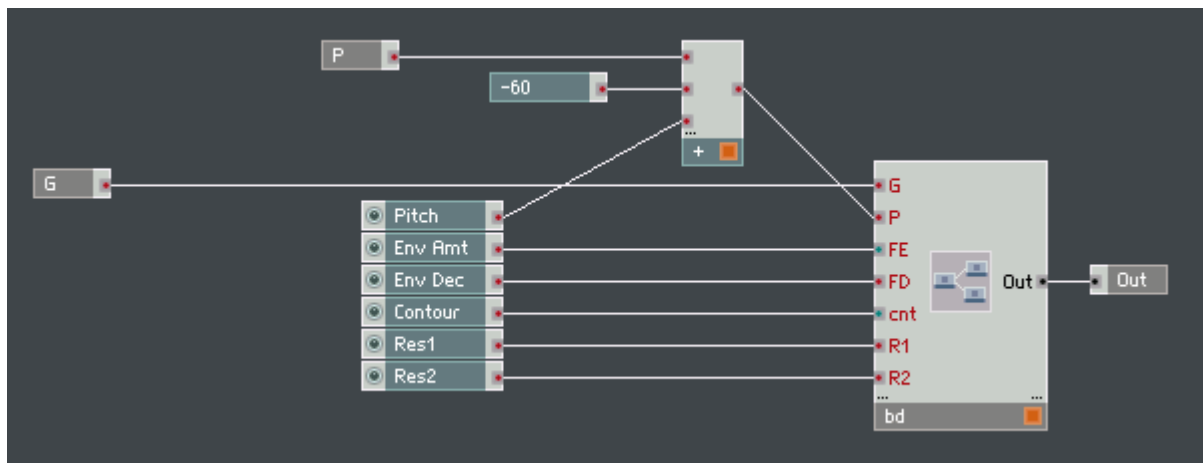 P
-60
...
+
G
G
Pitch
P
Env Amt
FE
Env Dec
FD
Out
Out
Contour
cnt
Res1
R1
Res2
R2
...
...
bd